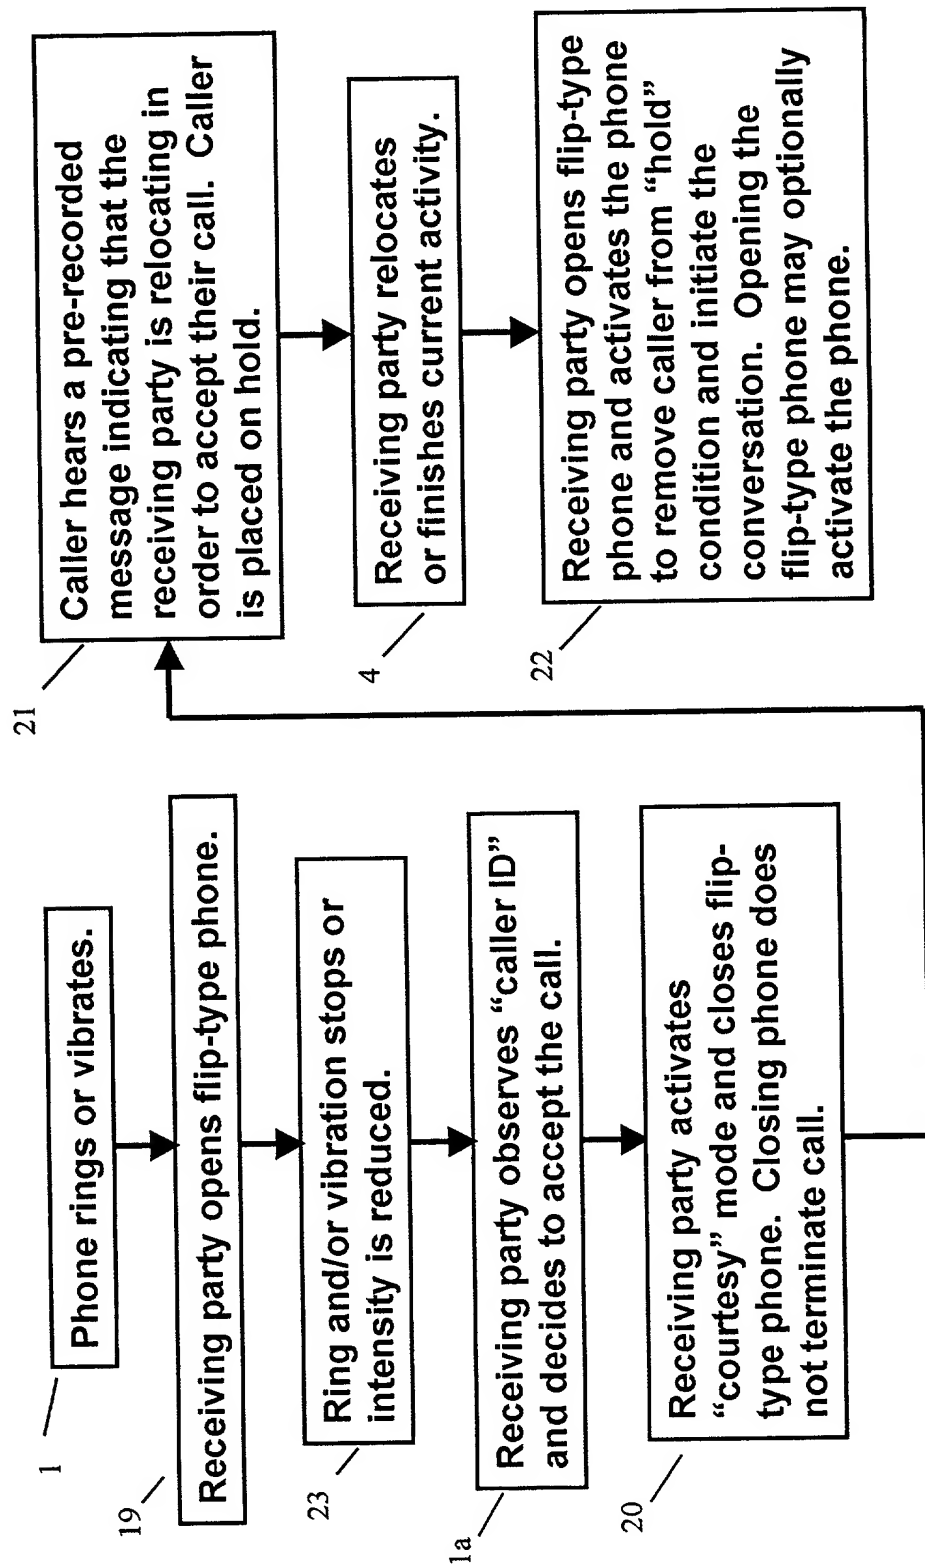 1
Phone rings or vibrates.
19
Receiving party opens flip-type phone.
23
Ring and/or vibration stops or
intensity is reduced.
1a
Receiving party observes “caller ID”
and decides to accept the call.
20
Receiving party activates
“courtesy” mode and closes flip-
type phone. Closing phone does
not terminate call.
21
Caller hears a pre-recorded
message indicating that the
receiving party is relocating in
order to accept their call. Caller
is placed on hold.
4
Receiving party relocates
or finishes current activity.
22
Receiving party opens flip-type
phone and activates the phone
to remove caller from “hold”
condition and initiate the
conversation. Opening the
flip-type phone may optionally
activate the phone.